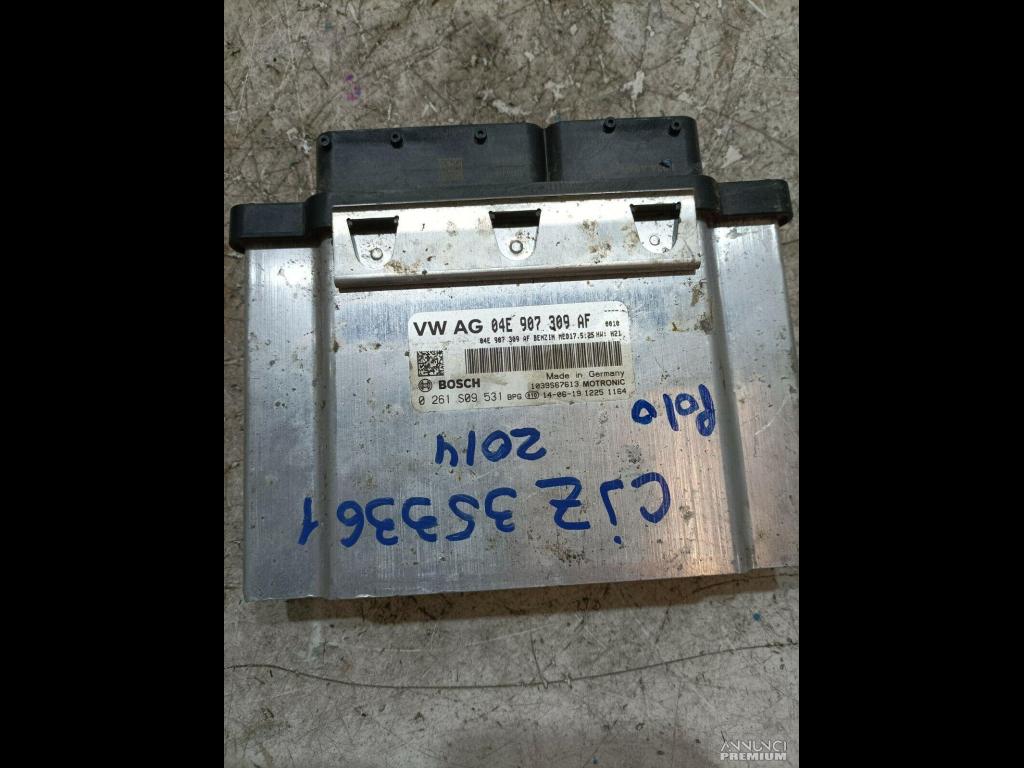 VW AG 04E 907 309 AF 0010
04E 907 309 AF BENZIN MED17.5.25 HW: H21
Made in Germany
BOSCH 1039S67613 MOTRONIC
0 261 S09 531 BPG 14-06-19 1225 1164
Polo
2014
CJZ 353361
ANNUNCI
PREMIUM